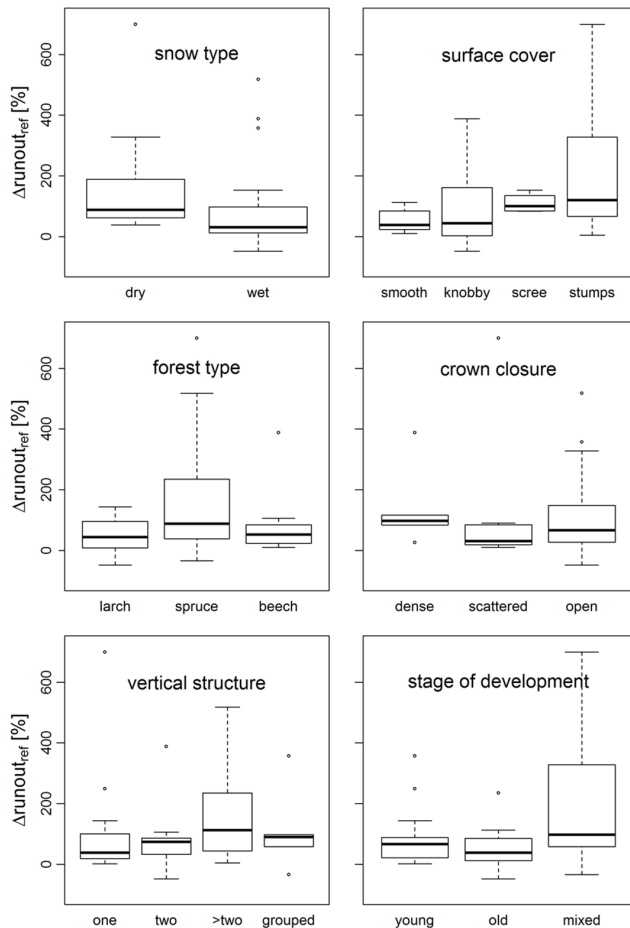 snow type
surface cover
Δrunout_ref [%]
0
200
400
600
dry wet
smooth knobby scree stumps
forest type
crown closure
Δrunout_ref [%]
0
200
400
600
larch spruce beech
dense scattered open
vertical structure
stage of development
Δrunout_ref [%]
0
200
400
600
one two >two grouped
young old mixed